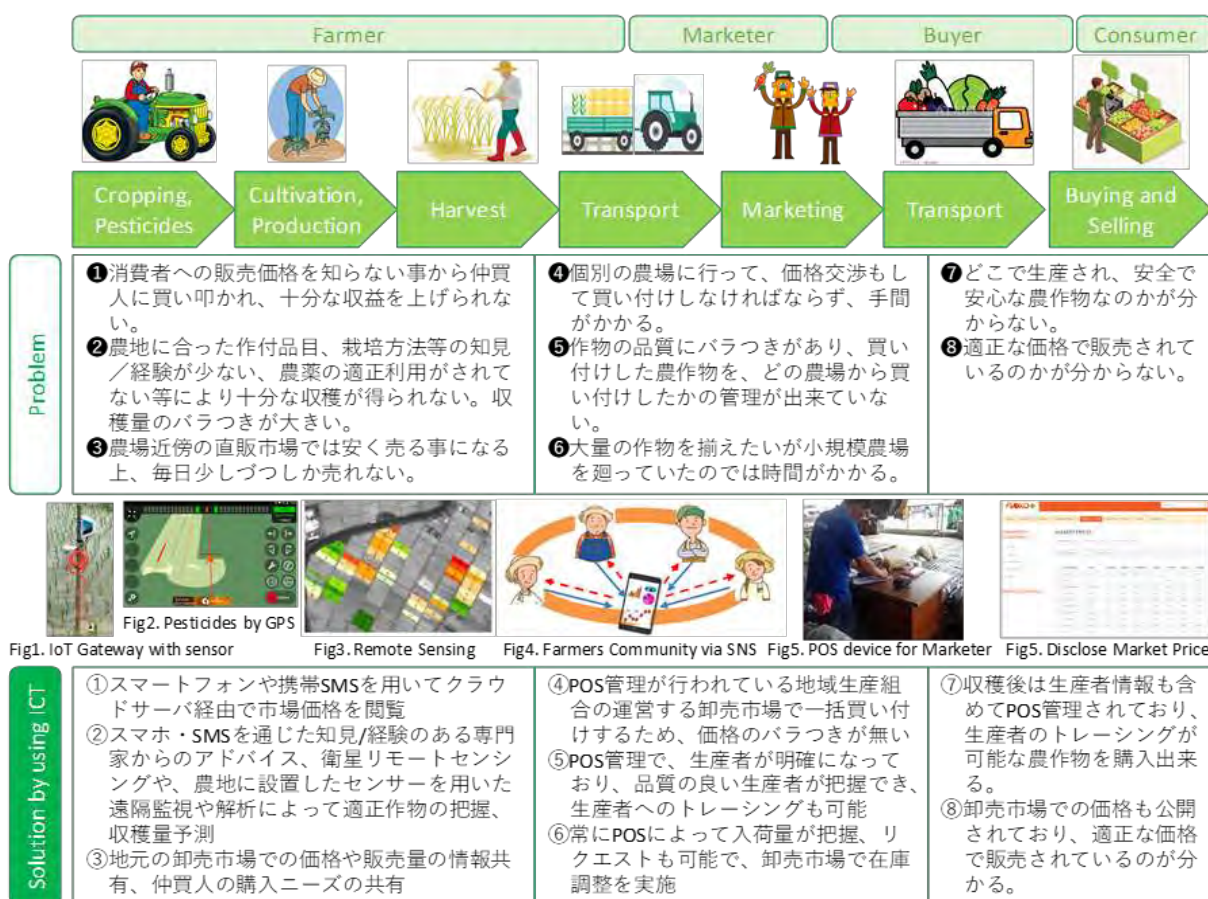 Farmer
Marketer
Buyer
Consumer
Cropping,
Pesticides
Cultivation,
Production
Harvest
Transport
Marketing
Transport
Buying and
Selling
Problem
❶消費者への販売価格を知らない事から仲買
人に買い叩かれ、十分な収益を上げられな
い。
❷農地に合った作付品目、栽培方法等の知見
／経験が少ない、農薬の適正利用がされて
ない等により十分な収穫が得られない。収
穫量のバラつきが大きい。
❸農場近傍の直販市場では安く売る事になる
上、毎日少しづつしか売れない。
❹個別の農場に行って、価格交渉もし
て買い付けしなければならず、手間
がかかる。
❺作物の品質にバラつきがあり、買い
付けした農作物を、どの農場から買
い付けしたかの管理が出来ていな
い。
❻大量の作物を揃えたいが小規模農場
を廻っていたのでは時間がかかる。
❼どこで生産され、安全で
安心な農作物なのかが分
からない。
❽適正な価格で販売されて
いるのかが分からない。
Fig1. IoT Gateway with sensor
Fig2. Pesticides by GPS
Fig3. Remote Sensing
Fig4. Farmers Community via SNS
Fig5. POS device for Marketer
MARKET PRICES
Fig5. Disclose Market Price
Solution by using ICT
①スマートフォンや携帯SMSを用いてクラウ
ドサーバ経由で市場価格を閲覧
②スマホ・SMSを通じた知見/経験のある専門
家からのアドバイス、衛星リモートセンシ
ングや、農地に設置したセンサーを用いた
遠隔監視や解析によって適正作物の把握、
収穫量予測
③地元の卸売市場での価格や販売量の情報共
有、仲買人の購入ニーズの共有
④POS管理が行われている地域生産組
合の運営する卸売市場で一括買い付
けするため、価格のバラつきが無い
⑤POS管理で、生産者が明確になって
おり、品質の良い生産者が把握でき、
生産者へのトレーシングも可能
⑥常にPOSによって入荷量が把握、リ
クエストも可能で、卸売市場で在庫
調整を実施
⑦収穫後は生産者情報も含
めてPOS管理されており、
生産者のトレーシングが
可能な農作物を購入出来
る。
⑧卸売市場での価格も公開
されており、適正な価格
で販売されているのが分
かる。